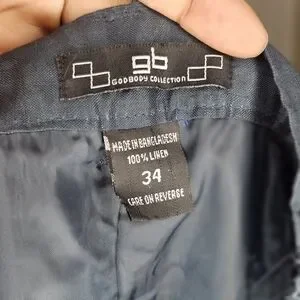 gb
GODBODY COLLECTION
MADE IN BANGLADESH
100% LINEN
34
CARE ON REVERSE